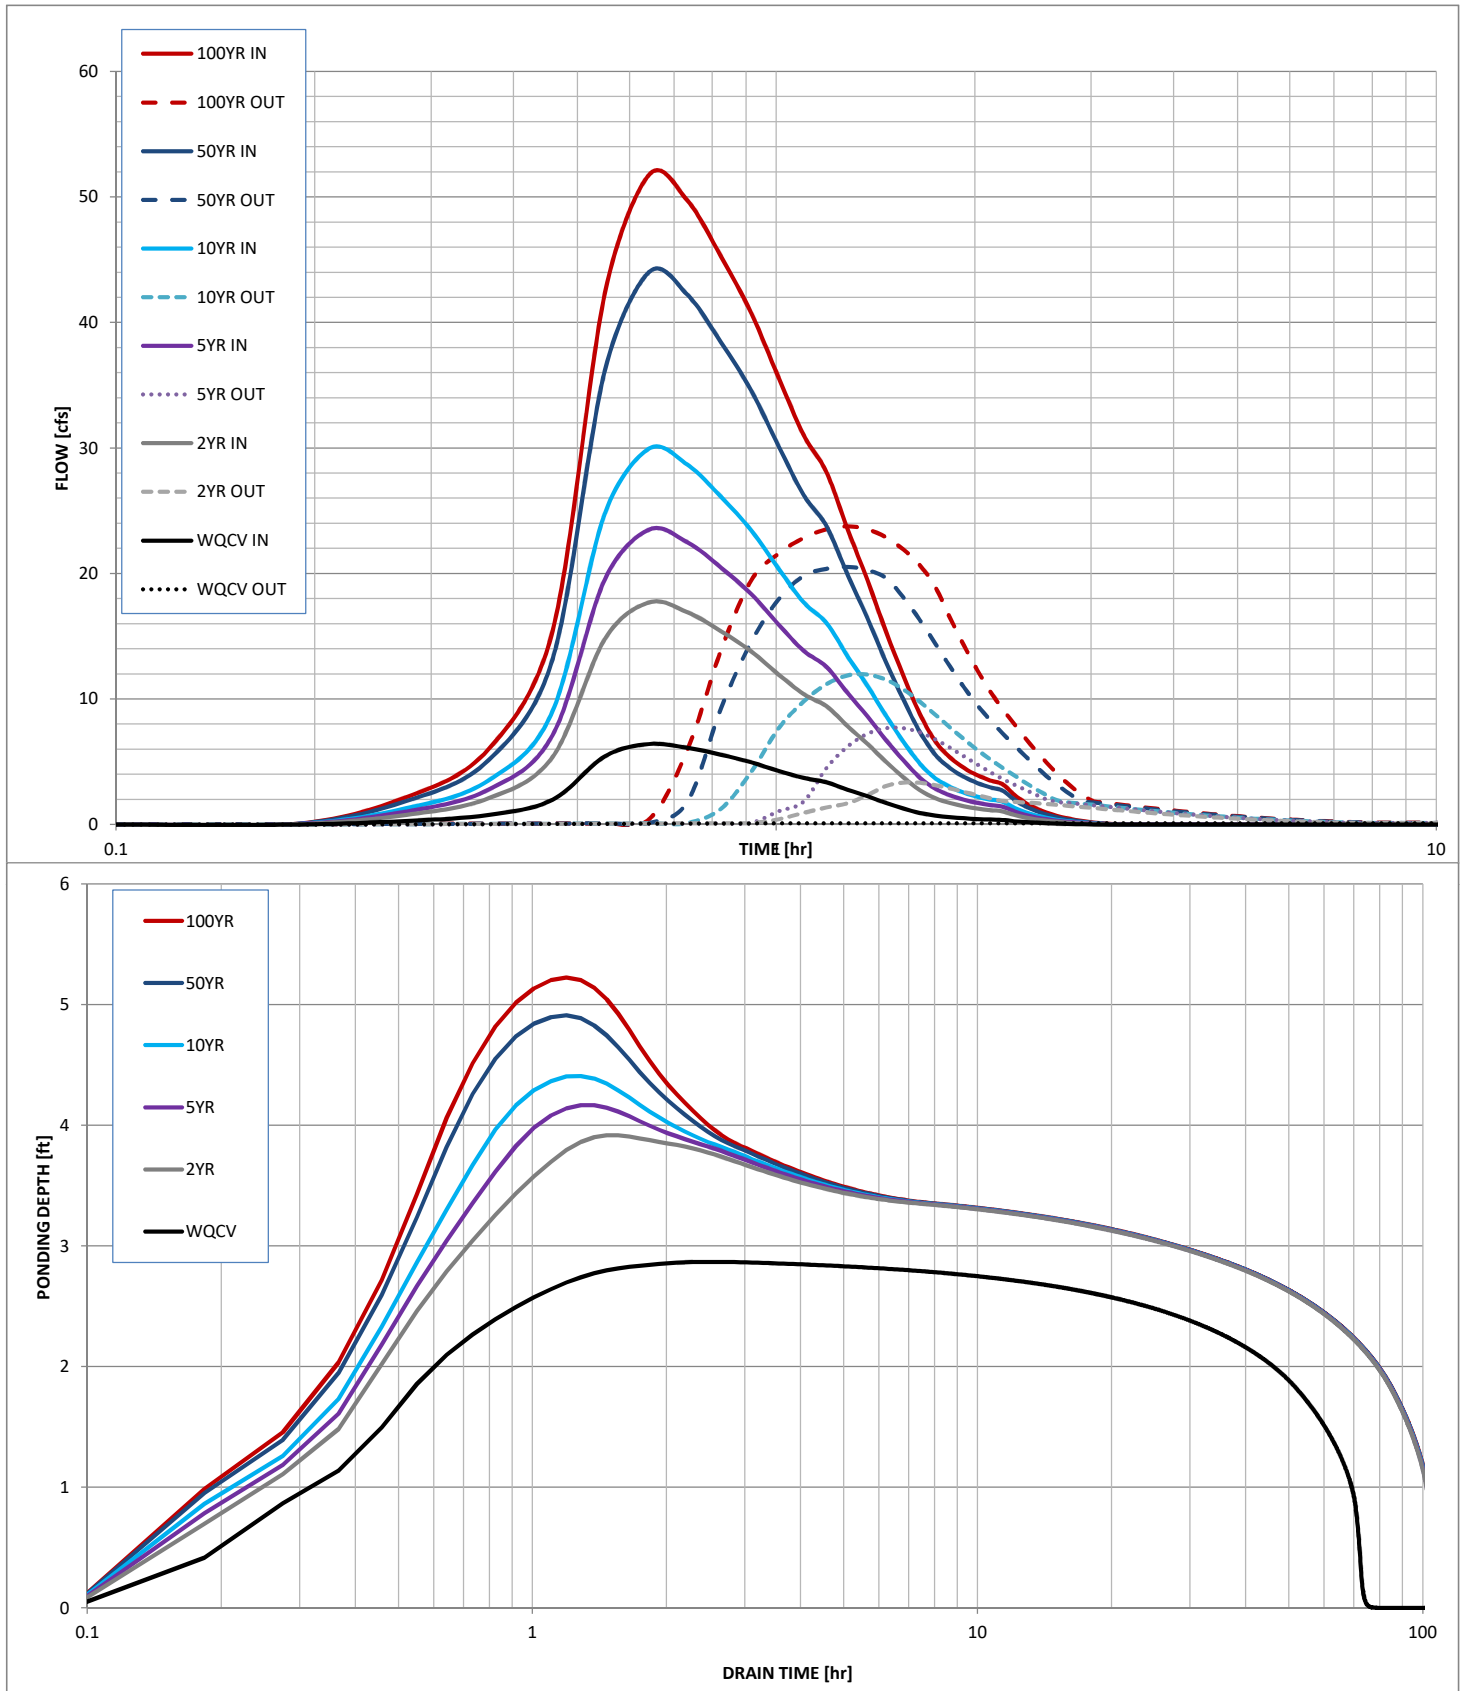 100YR IN
100YR OUT
50YR IN
50YR OUT
10YR IN
10YR OUT
5YR IN
5YR OUT
2YR IN
2YR OUT
WQCV IN
WQCV OUT
60
50
40
30
20
10
0
FLOW [cfs]
0.1
1
10
TIME [hr]
100YR
50YR
10YR
5YR
2YR
WQCV
6
5
4
3
2
1
0
PONDING DEPTH [ft]
0.1
1
10
100
DRAIN TIME [hr]